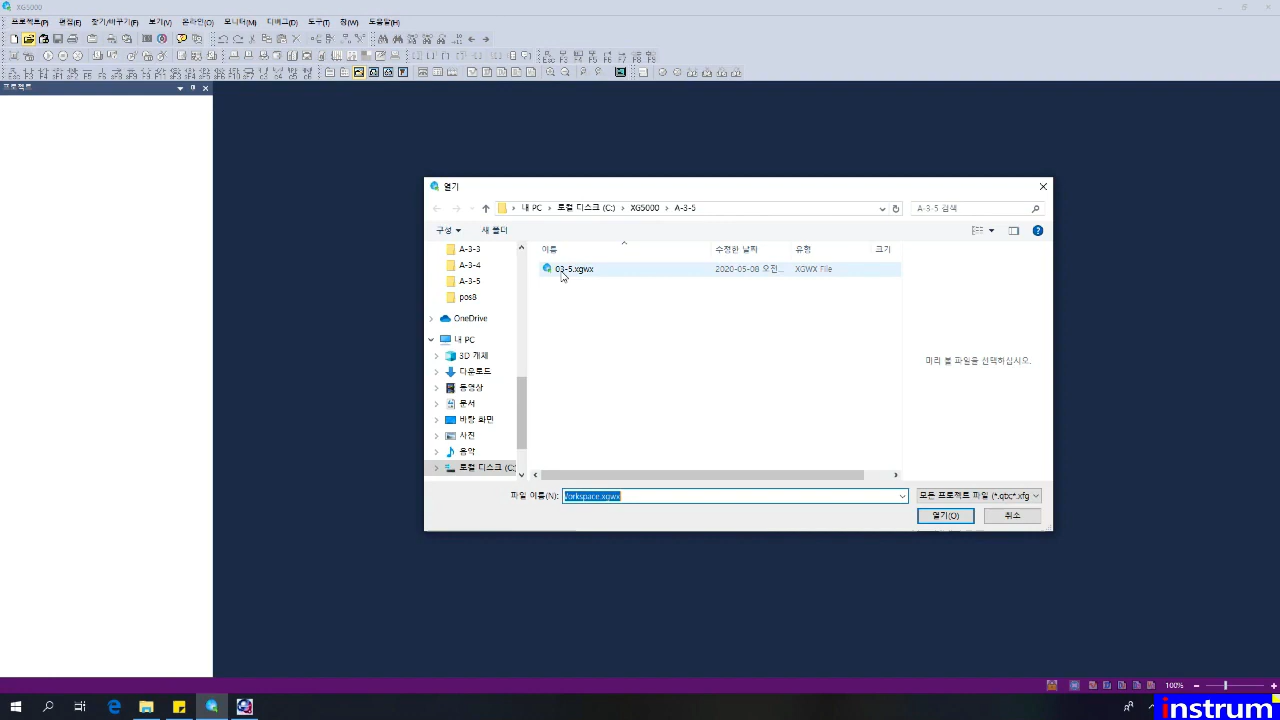 XG5000
프로젝트(P) 편집(E) 찾기/바꾸기(F) 보기(V) 온라인(O) 모니터(M) 디버그(D) 도구(T) 창(W) 도움말(H)
프로젝트
열기
내 PC > 로컬 디스크 (C:) > XG5000 > A-3-5
A-3-5 검색
구성 새 폴더
이름 수정한 날짜 유형 크기
A-3-3
A-3-4
A-3-5
pos8
OneDrive
내 PC
3D 개체
다운로드
동영상
문서
바탕 화면
사진
음악
로컬 디스크 (C:
03-5.xgwx 2020-05-08 오전... XGWX File
미리 볼 파일을 선택하십시오.
파일 이름(N): Workspace.xgwx 모든 프로젝트 파일 (*.qbt;*.xfg
열기(O) 취소
100%
instrum